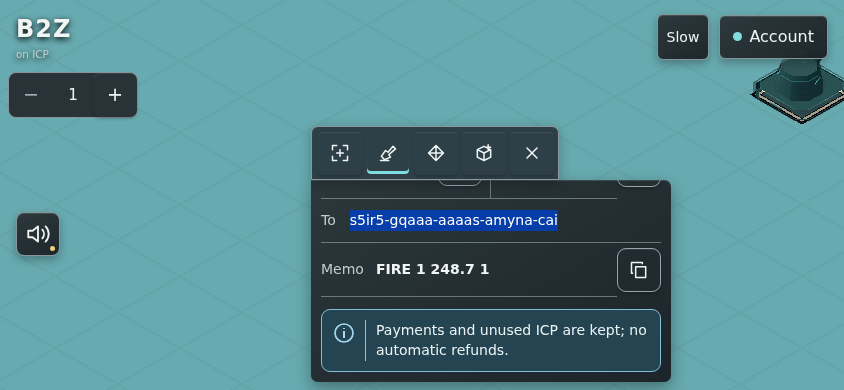 B2Z
on ICP
Slow
Account
1
To s5ir5-gqaaa-aaaas-amyna-cai
Memo FIRE 1 248.7 1
Payments and unused ICP are kept; no
automatic refunds.